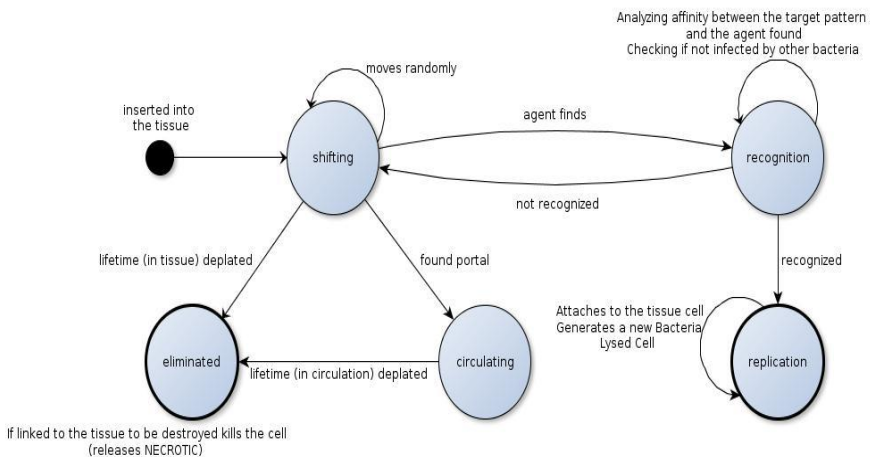 Analyzing affinity between the target pattern
and the agent found
Checking if not infected by other bacteria
moves randomly
inserted into
the tissue
agent finds
shifting
recognition
not recognized
lifetime (in tissue) deplated
found portal
recognized
Attaches to the tissue cell
Generates a new Bacteria
Lysed Cell
eliminated
circulating
replication
lifetime (in circulation) deplated
If linked to the tissue to be destroyed kills the cell
(releases NECROTIC)